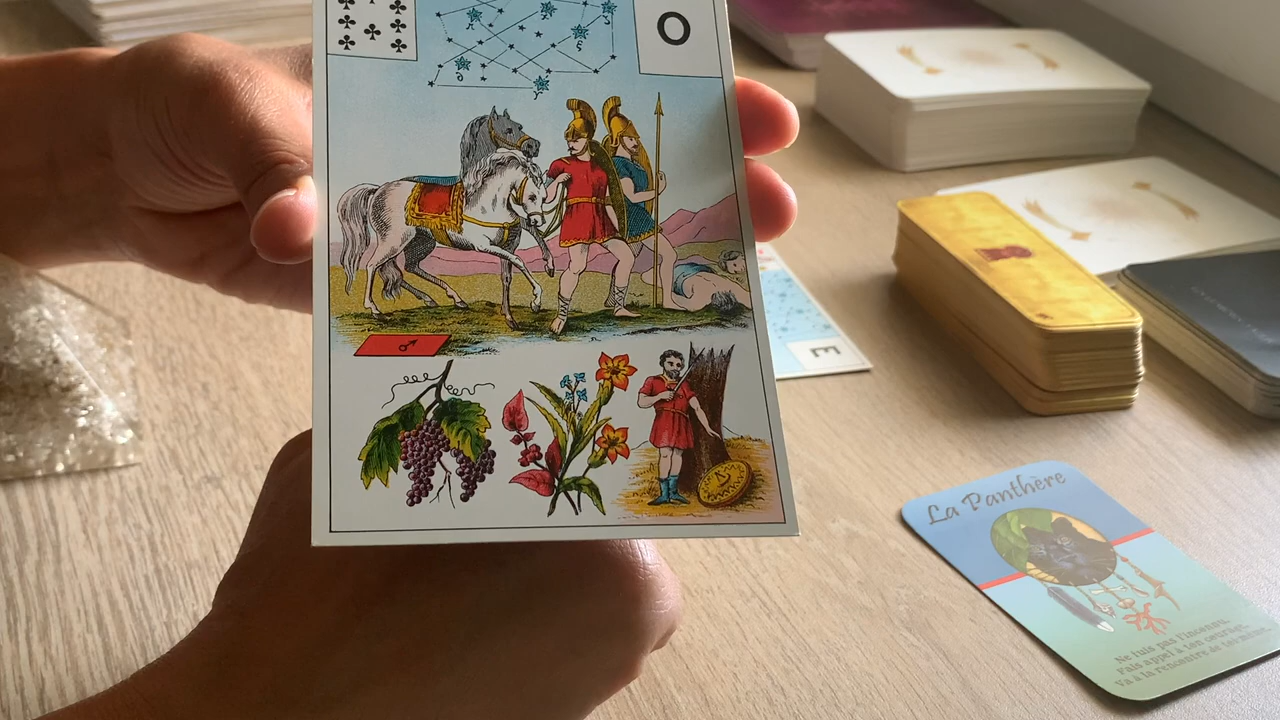 O
E
La Panthère
Ne fuis pas l'inconnu,
Fais appel à ton courage,
Va à la rencontre de toi-même.